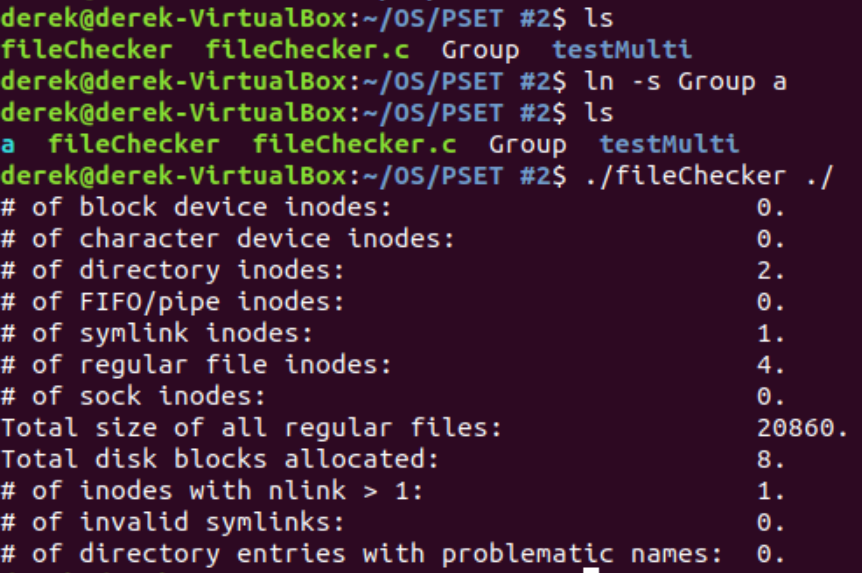 derek@derek-VirtualBox:~/OS/PSET #2$ ls
fileChecker  fileChecker.c  Group  testMulti
derek@derek-VirtualBox:~/OS/PSET #2$ ln -s Group a
derek@derek-VirtualBox:~/OS/PSET #2$ ls
a  fileChecker  fileChecker.c  Group  testMulti
derek@derek-VirtualBox:~/OS/PSET #2$ ./fileChecker ./
# of block device inodes:                       0.
# of character device inodes:                   0.
# of directory inodes:                          2.
# of FIFO/pipe inodes:                          0.
# of symlink inodes:                            1.
# of regular file inodes:                       4.
# of sock inodes:                               0.
Total size of all regular files:                20860.
Total disk blocks allocated:                    8.
# of inodes with nlink > 1:                     1.
# of invalid symlinks:                          0.
# of directory entries with problematic names:  0.